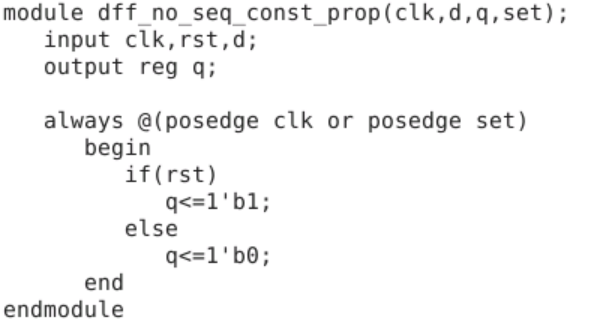 module dff_no_seq_const_prop(clk,d,q,set);
input clk,rst,d;
output reg q;
always @(posedge clk or posedge set)
begin
if(rst)
q<=1'b1;
else
q<=1'b0;
end
endmodule